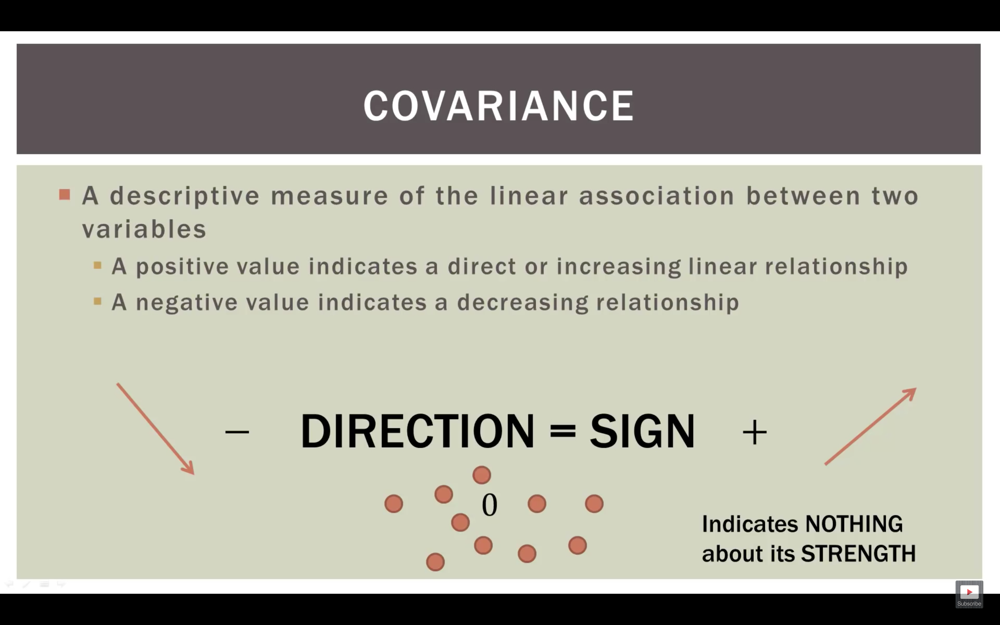 COVARIANCE
A descriptive measure of the linear association between two
variables
A positive value indicates a direct or increasing linear relationship
A negative value indicates a decreasing relationship
− DIRECTION = SIGN +
0
Indicates NOTHING
about its STRENGTH
Subscribe